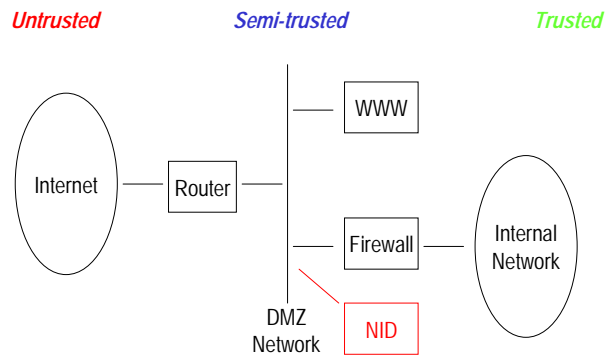 Untrusted
Semi-trusted
Trusted
WWW
Internet
Router
Firewall
Internal
Network
DMZ
Network
NID